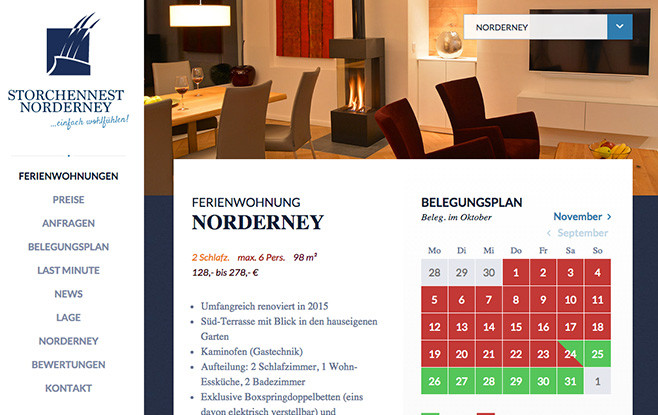 STORCHENNEST
NORDERNEY
...einfach wohlfühlen!
FERIENWOHNUNGEN
PREISE
ANFRAGEN
BELEGUNGSPLAN
LAST MINUTE
NEWS
LAGE
NORDERNEY
BEWERTUNGEN
KONTAKT
NORDERNEY
FERIENWOHNUNG
NORDERNEY
2 Schlafz. max. 6 Pers. 98 m²
128,- bis 278,- €
• Umfangreich renoviert in 2015
• Süd-Terrasse mit Blick in den hauseigenen
Garten
• Kaminofen (Gastechnik)
• Aufteilung: 2 Schlafzimmer, 1 Wohn-
Essküche, 2 Badezimmer
• Exklusive Boxspringdoppelbetten (eins
davon elektrisch verstellbar) und
BELEGUNGSPLAN
Beleg. im Oktober
November >
< September
Mo Di Mi Do Fr Sa So
28 29 30 1 2 3 4
5 6 7 8 9 10 11
12 13 14 15 16 17 18
19 20 21 22 23 24 25
26 27 28 29 30 31 1